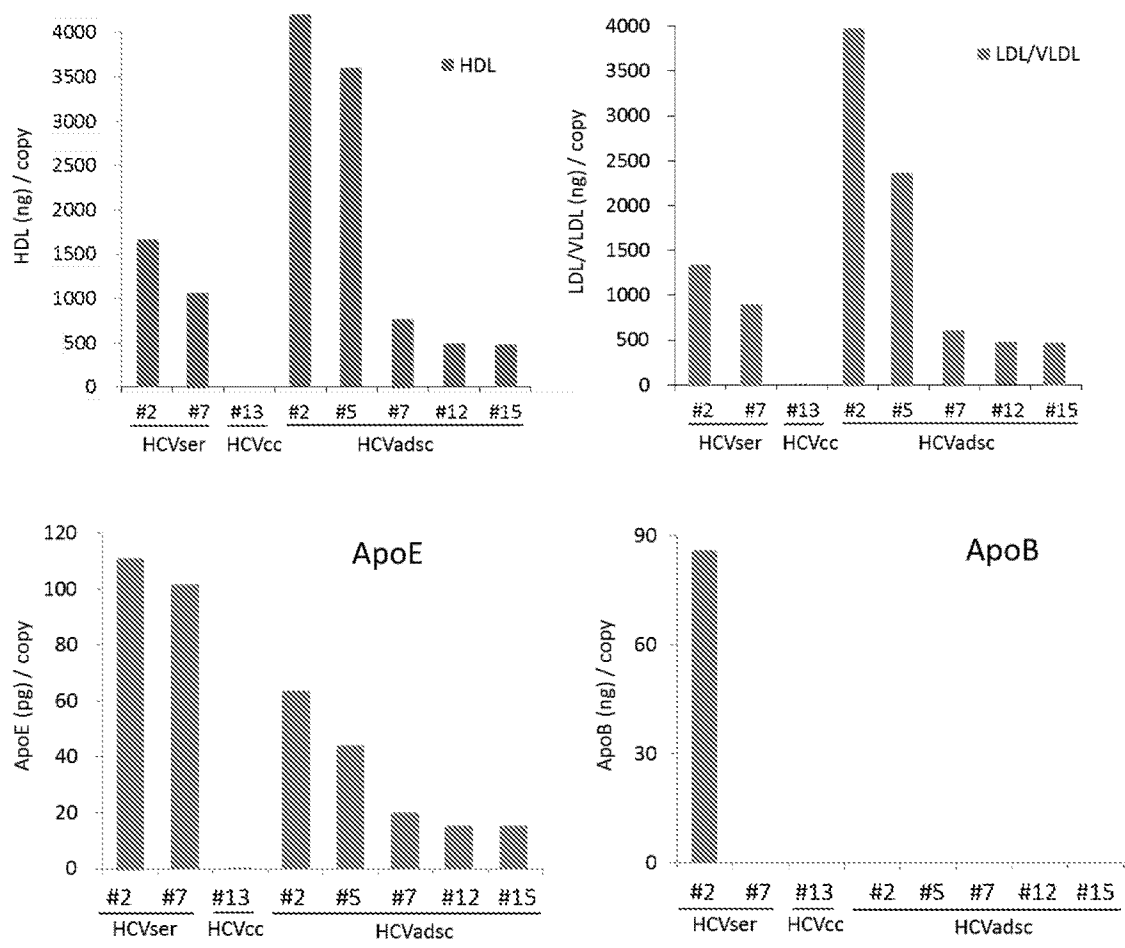 HDL (ng) / copy
4000
3500
3000
2500
2000
1500
1000
500
0
HDL
#2 #7 #13 #2 #5 #7 #12 #15
HCVser HCVcc HCVadsc
LDL/VLDL (ng) / copy
4000
3500
3000
2500
2000
1500
1000
500
0
LDL/VLDL
#2 #7 #13 #2 #5 #7 #12 #15
HCVser HCVcc HCVadsc
ApoE (pg) / copy
120
100
80
60
40
20
0
ApoE
#2 #7 #13 #2 #5 #7 #12 #15
HCVser HCVcc HCVadsc
ApoB (ng) / copy
90
60
30
0
ApoB
#2 #7 #13 #2 #5 #7 #12 #15
HCVser HCVcc HCVadsc